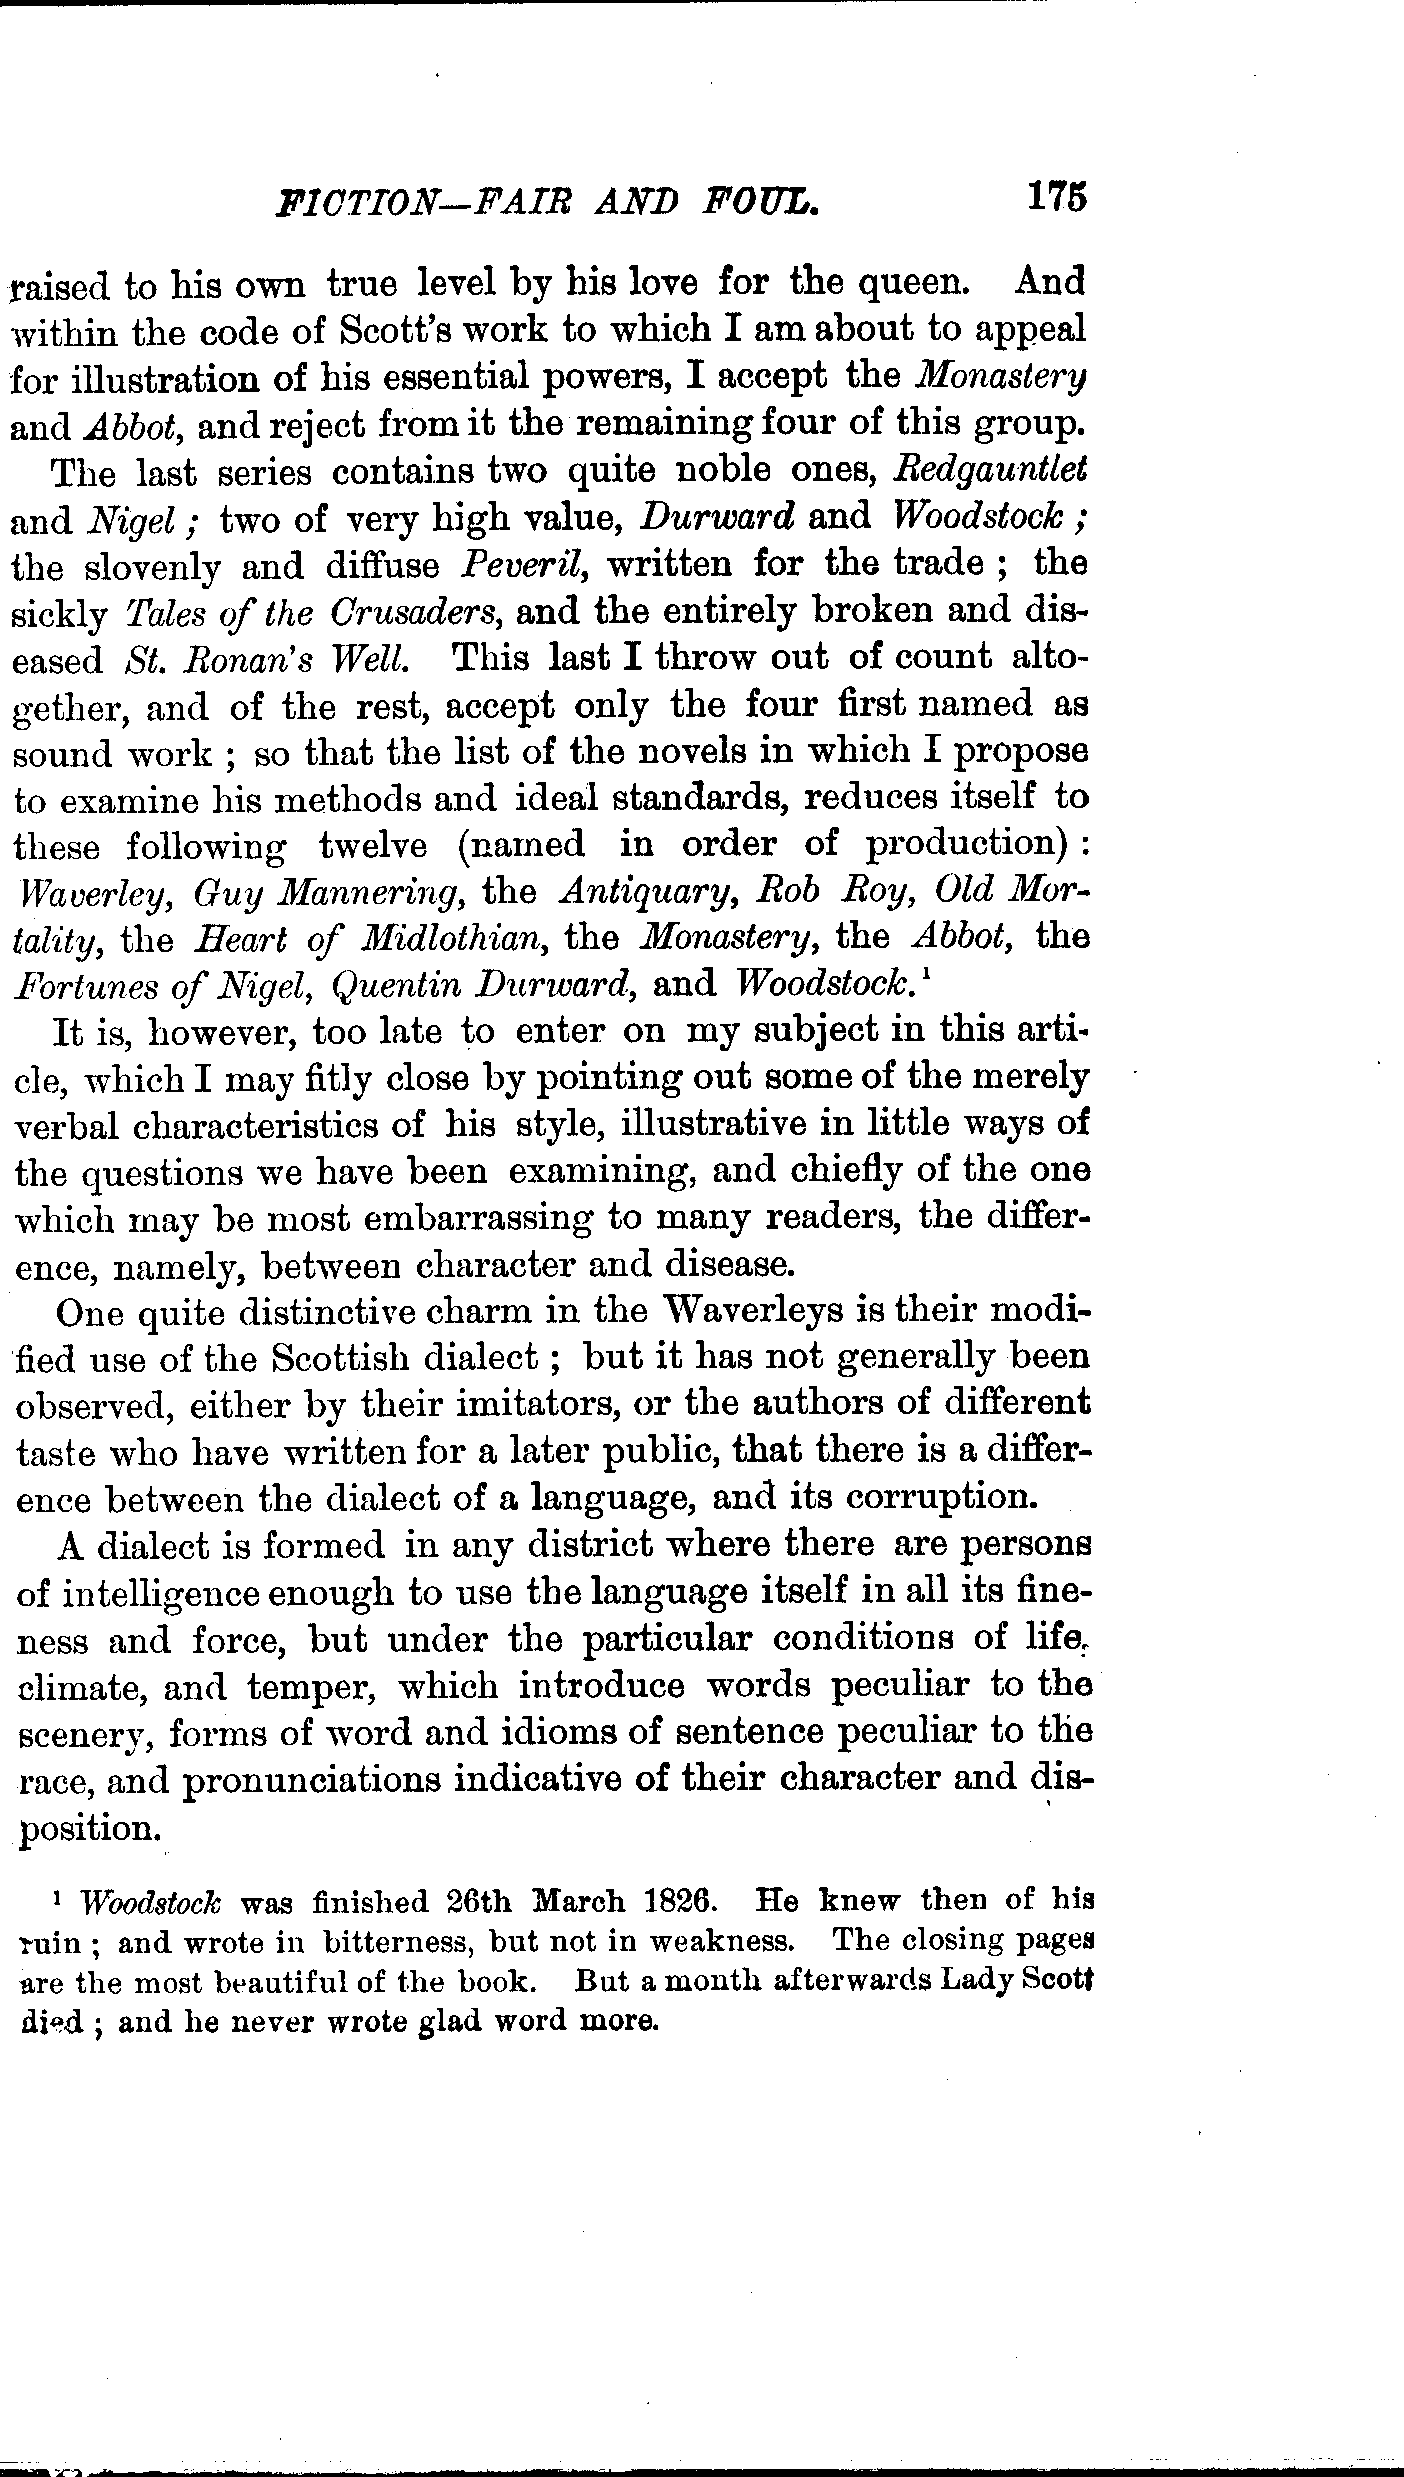 FICTION—FAIR AND FOUL. 175
raised to his own true level by his love for the queen. And
within the code of Scott's work to which I am about to appeal
for illustration of his essential powers, I accept the Monastery
and Abbot, and reject from it the remaining four of this group.
The last series contains two quite noble ones, Redgauntlet
and Nigel ; two of very high value, Durward and Woodstock ;
the slovenly and diffuse Peveril, written for the trade ; the
sickly Tales of the Crusaders, and the entirely broken and dis-
eased St. Ronan's Well. This last I throw out of count alto-
gether, and of the rest, accept only the four first named as
sound work ; so that the list of the novels in which I propose
to examine his methods and ideal standards, reduces itself to
these following twelve (named in order of production) :
Waverley, Guy Mannering, the Antiquary, Rob Roy, Old Mor-
tality, the Heart of Midlothian, the Monastery, the Abbot, the
Fortunes of Nigel, Quentin Durward, and Woodstock.¹
It is, however, too late to enter on my subject in this arti-
cle, which I may fitly close by pointing out some of the merely
verbal characteristics of his style, illustrative in little ways of
the questions we have been examining, and chiefly of the one
which may be most embarrassing to many readers, the differ-
ence, namely, between character and disease.
One quite distinctive charm in the Waverleys is their modi-
fied use of the Scottish dialect ; but it has not generally been
observed, either by their imitators, or the authors of different
taste who have written for a later public, that there is a differ-
ence between the dialect of a language, and its corruption.
A dialect is formed in any district where there are persons
of intelligence enough to use the language itself in all its fine-
ness and force, but under the particular conditions of life,
climate, and temper, which introduce words peculiar to the
scenery, forms of word and idioms of sentence peculiar to the
race, and pronunciations indicative of their character and dis-
position.
¹ Woodstock was finished 26th March 1826. He knew then of his
ruin ; and wrote in bitterness, but not in weakness. The closing pages
are the most beautiful of the book. But a month afterwards Lady Scott
died ; and he never wrote glad word more.